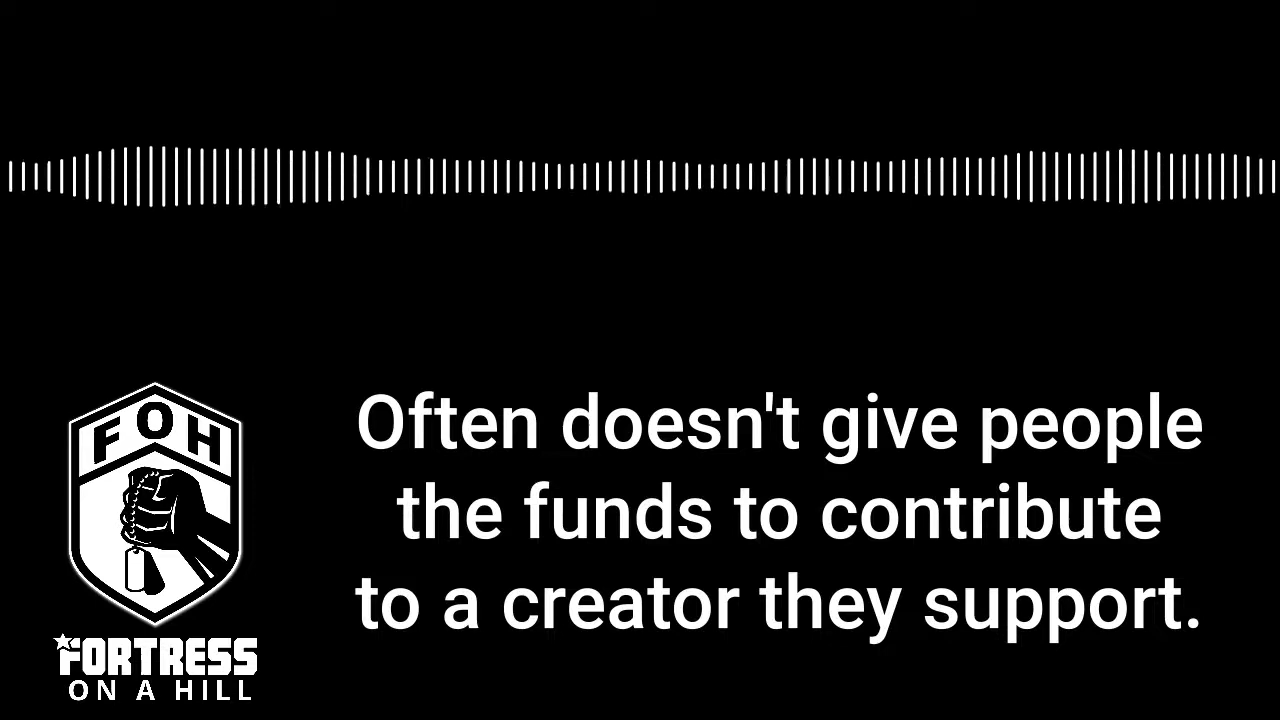 FOH
FORTRESS
ON A HILL
Often doesn't give people
the funds to contribute
to a creator they support.